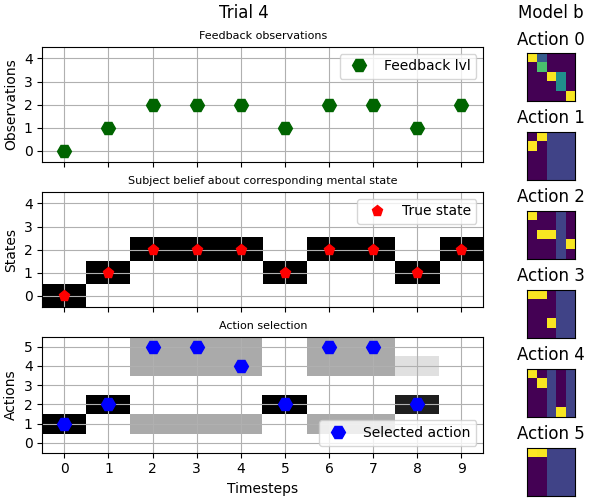 Trial 4
Feedback observations
Observations
4
3
2
1
0
Feedback lvl
Subject belief about corresponding mental state
States
4
3
2
1
0
True state
Action selection
Actions
5
4
3
2
1
0
Selected action
0 1 2 3 4 5 6 7 8 9
Timesteps
Model b
Action 0
Action 1
Action 2
Action 3
Action 4
Action 5